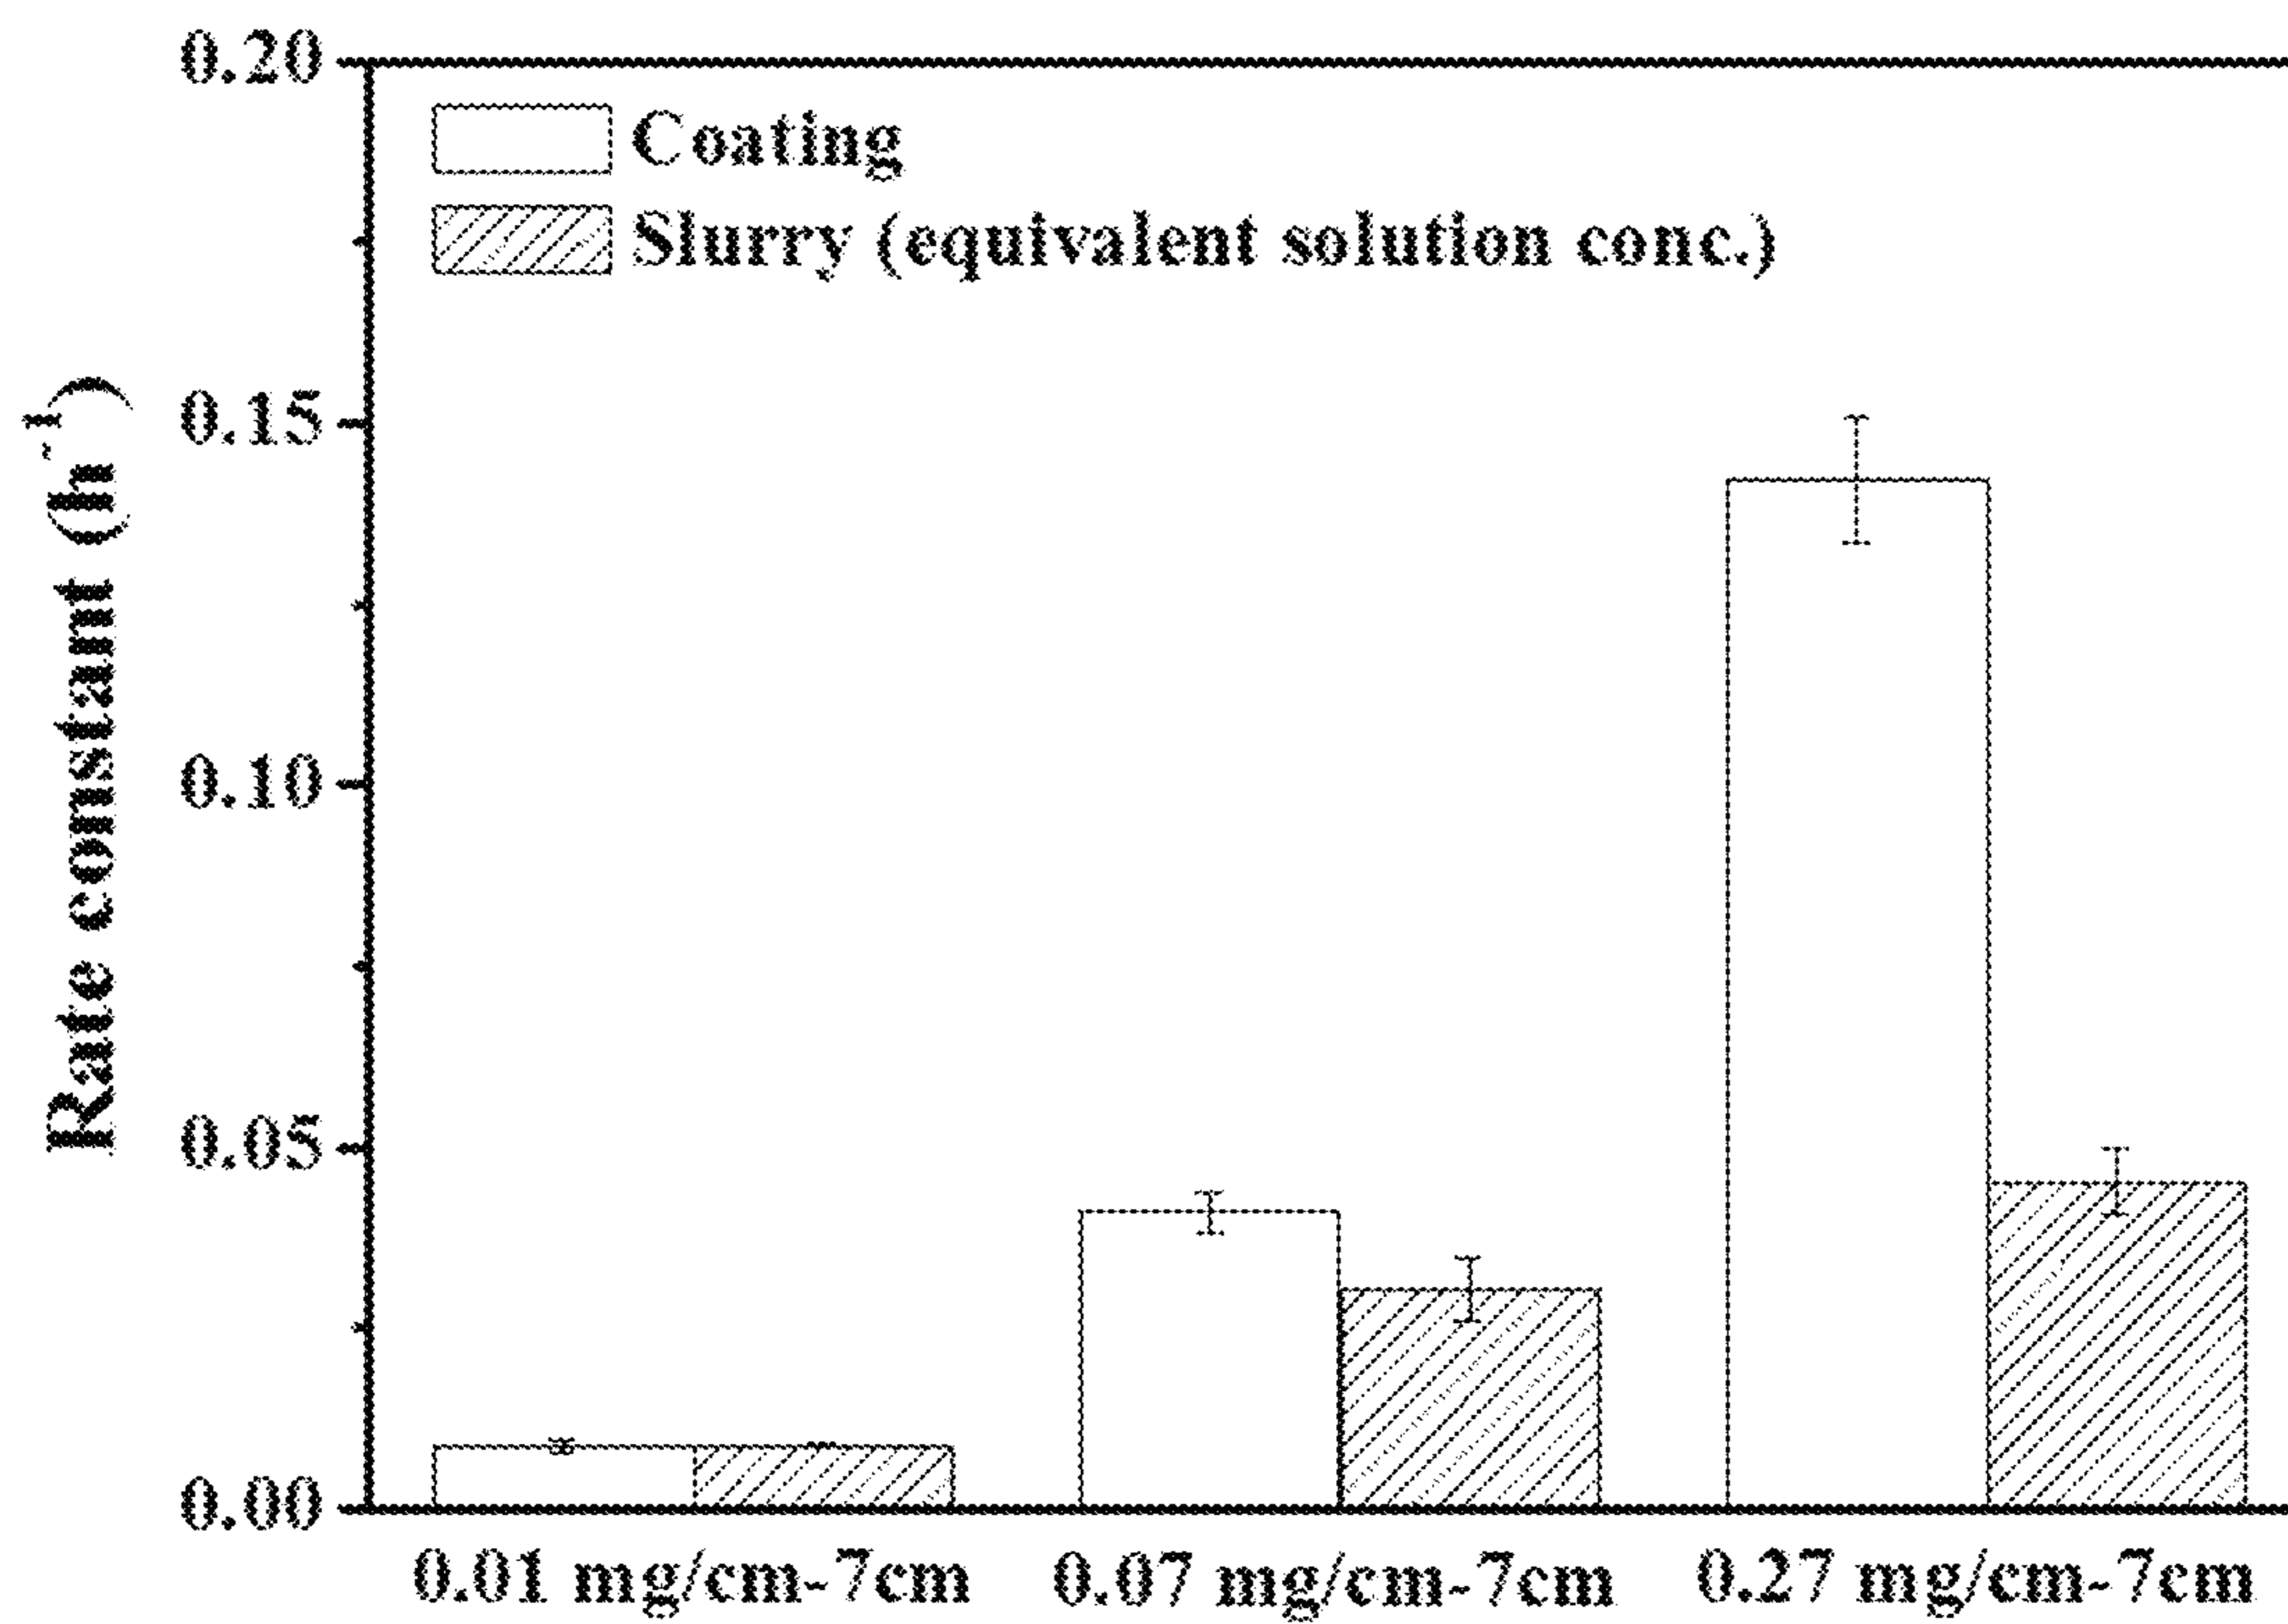 0.20
Coating
Slurry (equivalent solution conc.)
0.15
0.10
0.05
0.00
Rate constant (h⁻¹)
0.01 mg/cm-7cm
0.07 mg/cm-7cm
0.27 mg/cm-7cm